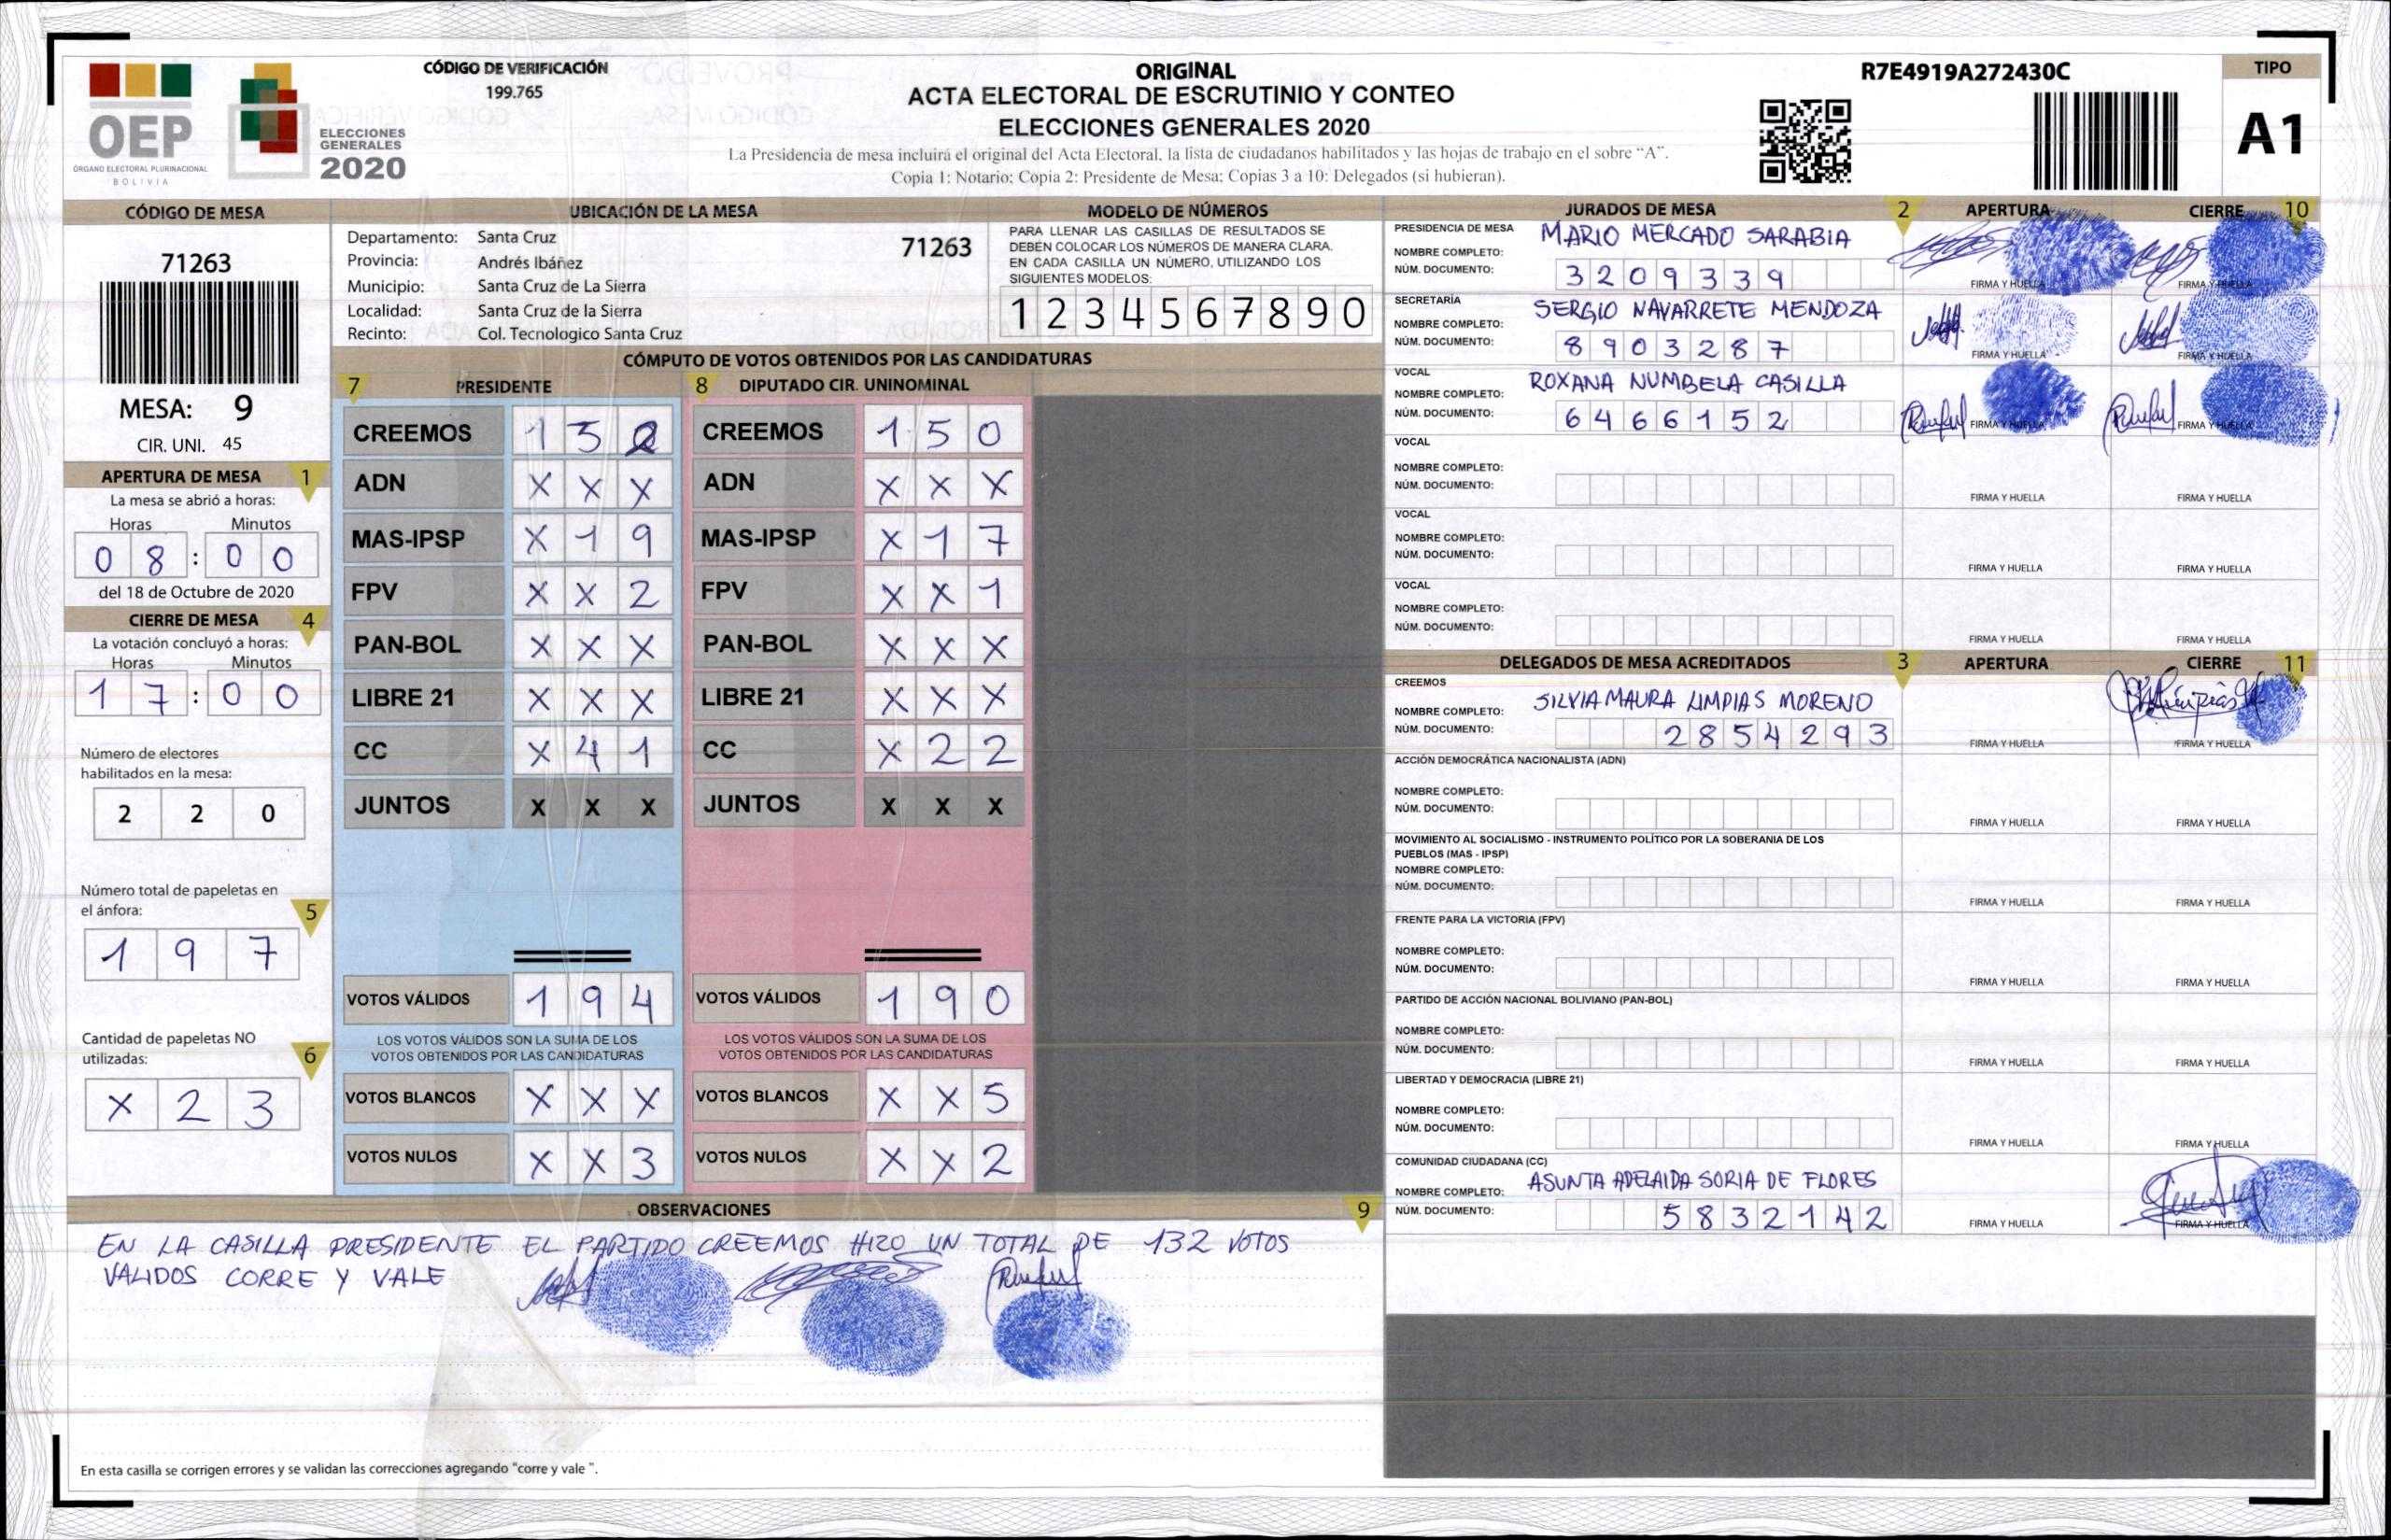 CÓDIGO DE VERIFICACIÓN
199.765
OEP
ÓRGANO ELECTORAL PLURINACIONAL
BOLIVIA
ELECCIONES
GENERALES
2020
ORIGINAL
ACTA ELECTORAL DE ESCRUTINIO Y CONTEO
ELECCIONES GENERALES 2020
La Presidencia de mesa incluirá el original del Acta Electoral, la lista de ciudadanos habilitados y las hojas de trabajo en el sobre “A”.
Copia 1: Notario; Copia 2: Presidente de Mesa; Copias 3 a 10: Delegados (si hubieran).
R7E4919A272430C
TIPO
A1
CÓDIGO DE MESA
71263
MESA: 9
CIR. UNI. 45
APERTURA DE MESA 1
La mesa se abrió a horas:
Horas Minutos
0 8 : 0 0
del 18 de Octubre de 2020
CIERRE DE MESA 4
La votación concluyó a horas:
Horas Minutos
1 7 : 0 0
Número de electores
habilitados en la mesa:
2 2 0
Número total de papeletas en
el ánfora: 5
1 9 7
Cantidad de papeletas NO
utilizadas: 6
X 2 3
UBICACIÓN DE LA MESA
Departamento: Santa Cruz 71263
Provincia: Andrés Ibáñez
Municipio: Santa Cruz de La Sierra
Localidad: Santa Cruz de la Sierra
Recinto: Col. Tecnologico Santa Cruz
MODELO DE NÚMEROS
PARA LLENAR LAS CASILLAS DE RESULTADOS SE
DEBEN COLOCAR LOS NÚMEROS DE MANERA CLARA.
EN CADA CASILLA UN NÚMERO, UTILIZANDO LOS
SIGUIENTES MODELOS:
1 2 3 4 5 6 7 8 9 0
CÓMPUTO DE VOTOS OBTENIDOS POR LAS CANDIDATURAS
7 PRESIDENTE 8 DIPUTADO CIR. UNINOMINAL
CREEMOS 1 3 2 CREEMOS 1 5 0
ADN X X X ADN X X X
MAS-IPSP X 1 9 MAS-IPSP X 1 7
FPV X X 2 FPV X X 1
PAN-BOL X X X PAN-BOL X X X
LIBRE 21 X X X LIBRE 21 X X X
CC X 4 1 CC X 2 2
JUNTOS X X X JUNTOS X X X
VOTOS VÁLIDOS 1 9 4 VOTOS VÁLIDOS 1 9 0
LOS VOTOS VÁLIDOS SON LA SUMA DE LOS LOS VOTOS VÁLIDOS SON LA SUMA DE LOS
VOTOS OBTENIDOS POR LAS CANDIDATURAS VOTOS OBTENIDOS POR LAS CANDIDATURAS
VOTOS BLANCOS X X X VOTOS BLANCOS X X 5
VOTOS NULOS X X 3 VOTOS NULOS X X 2
OBSERVACIONES 9
EN LA CASILLA PRESIDENTE EL PARTIDO CREEMOS HIZO UN TOTAL DE 132 VOTOS
VALIDOS CORRE Y VALE
En esta casilla se corrigen errores y se validan las correcciones agregando "corre y vale ".
JURADOS DE MESA 2 APERTURA CIERRE 10
PRESIDENCIA DE MESA
NOMBRE COMPLETO: MARIO MERCADO SARABIA
NÚM. DOCUMENTO: 3 2 0 9 3 3 9 FIRMA Y HUELLA FIRMA Y HUELLA
SECRETARÍA
NOMBRE COMPLETO: SERGIO NAVARRETE MENDOZA
NÚM. DOCUMENTO: 8 9 0 3 2 8 7 FIRMA Y HUELLA FIRMA Y HUELLA
VOCAL
NOMBRE COMPLETO: ROXANA NUMBELA CASILLA
NÚM. DOCUMENTO: 6 4 6 6 1 5 2 FIRMA Y HUELLA FIRMA Y HUELLA
VOCAL
NOMBRE COMPLETO:
NÚM. DOCUMENTO: FIRMA Y HUELLA FIRMA Y HUELLA
VOCAL
NOMBRE COMPLETO:
NÚM. DOCUMENTO: FIRMA Y HUELLA FIRMA Y HUELLA
VOCAL
NOMBRE COMPLETO:
NÚM. DOCUMENTO: FIRMA Y HUELLA FIRMA Y HUELLA
DELEGADOS DE MESA ACREDITADOS 3 APERTURA CIERRE 11
CREEMOS
NOMBRE COMPLETO: SILVIA MAURA LIMPIAS MORENO
NÚM. DOCUMENTO: 2 8 5 4 2 9 3 FIRMA Y HUELLA FIRMA Y HUELLA
ACCIÓN DEMOCRÁTICA NACIONALISTA (ADN)
NOMBRE COMPLETO:
NÚM. DOCUMENTO: FIRMA Y HUELLA FIRMA Y HUELLA
MOVIMIENTO AL SOCIALISMO - INSTRUMENTO POLÍTICO POR LA SOBERANIA DE LOS
PUEBLOS (MAS - IPSP)
NOMBRE COMPLETO:
NÚM. DOCUMENTO: FIRMA Y HUELLA FIRMA Y HUELLA
FRENTE PARA LA VICTORIA (FPV)
NOMBRE COMPLETO:
NÚM. DOCUMENTO: FIRMA Y HUELLA FIRMA Y HUELLA
PARTIDO DE ACCIÓN NACIONAL BOLIVIANO (PAN-BOL)
NOMBRE COMPLETO:
NÚM. DOCUMENTO: FIRMA Y HUELLA FIRMA Y HUELLA
LIBERTAD Y DEMOCRACIA (LIBRE 21)
NOMBRE COMPLETO:
NÚM. DOCUMENTO: FIRMA Y HUELLA FIRMA Y HUELLA
COMUNIDAD CIUDADANA (CC)
NOMBRE COMPLETO: ASUNTA ADELAIDA SORIA DE FLORES
NÚM. DOCUMENTO: 5 8 3 2 1 4 2 FIRMA Y HUELLA FIRMA Y HUELLA